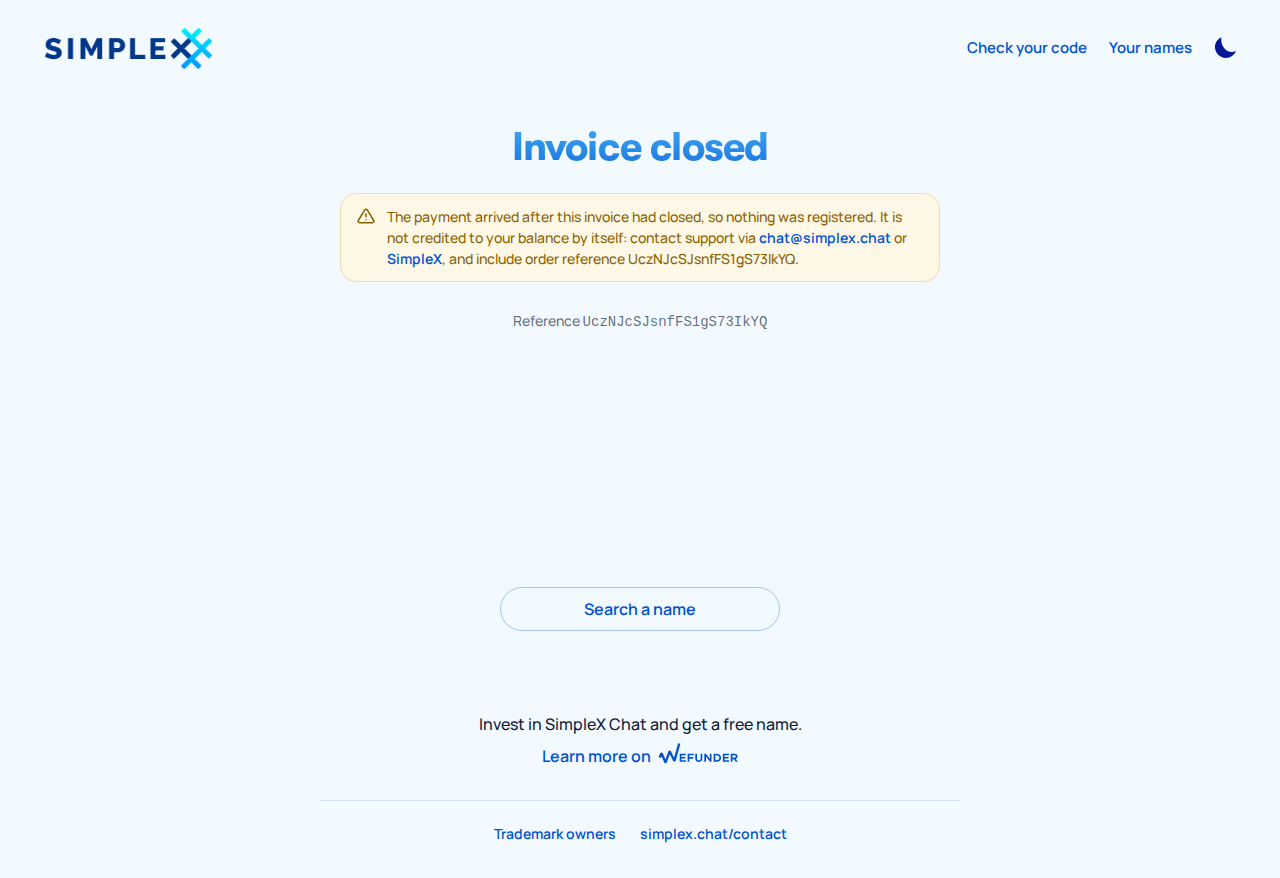 SIMPLEX
Check your code
Your names
Invoice closed
The payment arrived after this invoice had closed, so nothing was registered. It is
not credited to your balance by itself: contact support via chat@simplex.chat or
SimpleX, and include order reference UczNJcSJsnfFS1gS73IkYQ.
Reference UczNJcSJsnfFS1gS73IkYQ
Search a name
Invest in SimpleX Chat and get a free name.
Learn more on WEFUNDER
Trademark owners
simplex.chat/contact